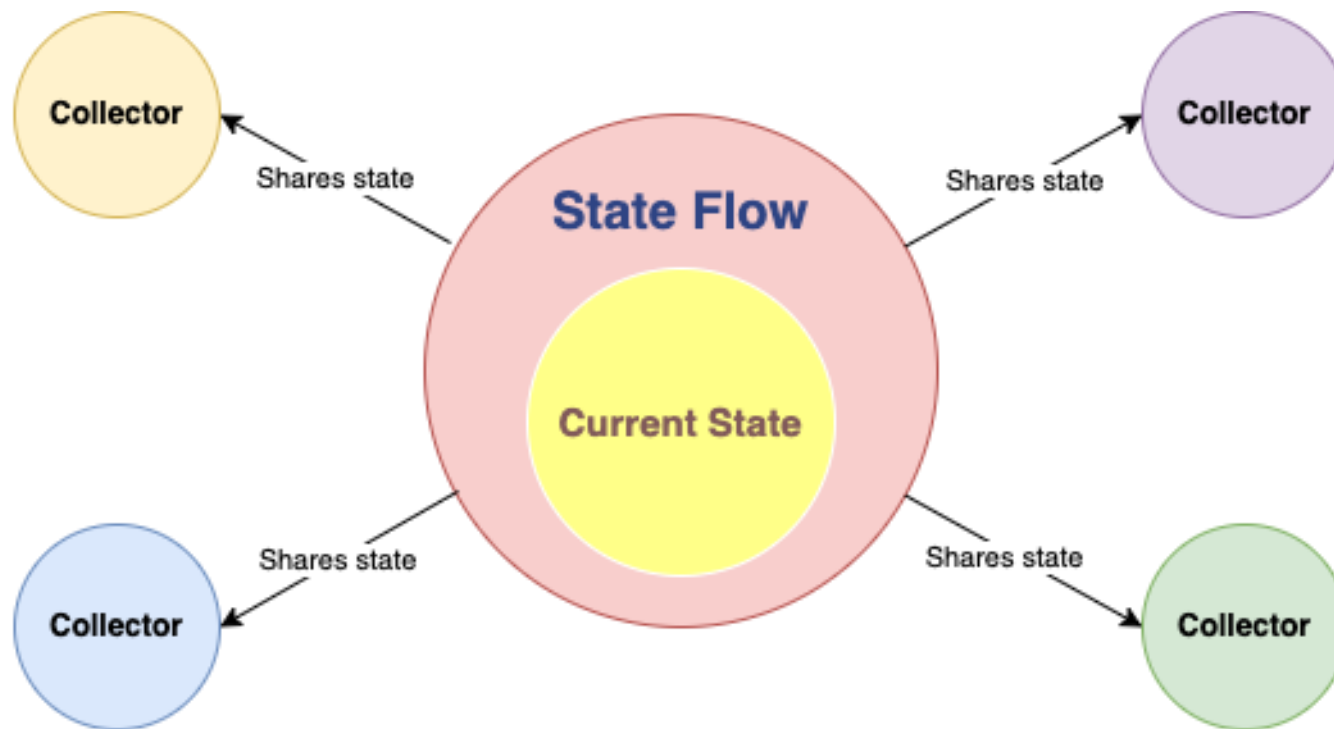 Collector
Collector
Shares state
Shares state
State Flow
Current State
Shares state
Shares state
Collector
Collector